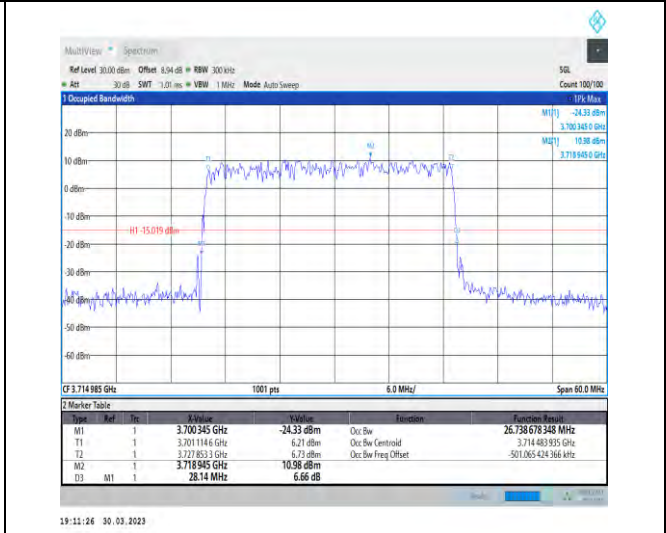 MultiView Spectrum
Ref Level 30.00 dBm Offset 8.94 dB RBW 300 kHz SGL
Att 30 dB SWT 1.01 ms VBW 1 MHz Mode Auto Sweep Count 100/100
1 Occupied Bandwidth 1Pk Max
M1[1] -24.33 dBm
3.700 345 0 GHz
M2[1] 10.98 dBm
3.718 945 0 GHz
20 dBm
M2
T1
T2
10 dBm
0 dBm
-10 dBm
H1 -15.019 dBm
-20 dBm
-30 dBm
-40 dBm
-50 dBm
-60 dBm
CF 3.714 985 GHz 1001 pts 6.0 MHz/ Span 60.0 MHz
2 Marker Table
Type Ref Trc X-Value Y-Value Function Function Result
M1 1 3.700 345 GHz -24.33 dBm Occ Bw 26.738 678 348 MHz
T1 1 3.701 114 6 GHz 6.21 dBm Occ Bw Centroid 3.714 483 935 GHz
T2 1 3.727 853 3 GHz 6.73 dBm Occ Bw Freq Offset -501.065 424 366 kHz
M2 1 3.718 945 GHz 10.98 dBm
D3 M1 1 28.14 MHz 6.66 dB
19:11:26 30.03.2023